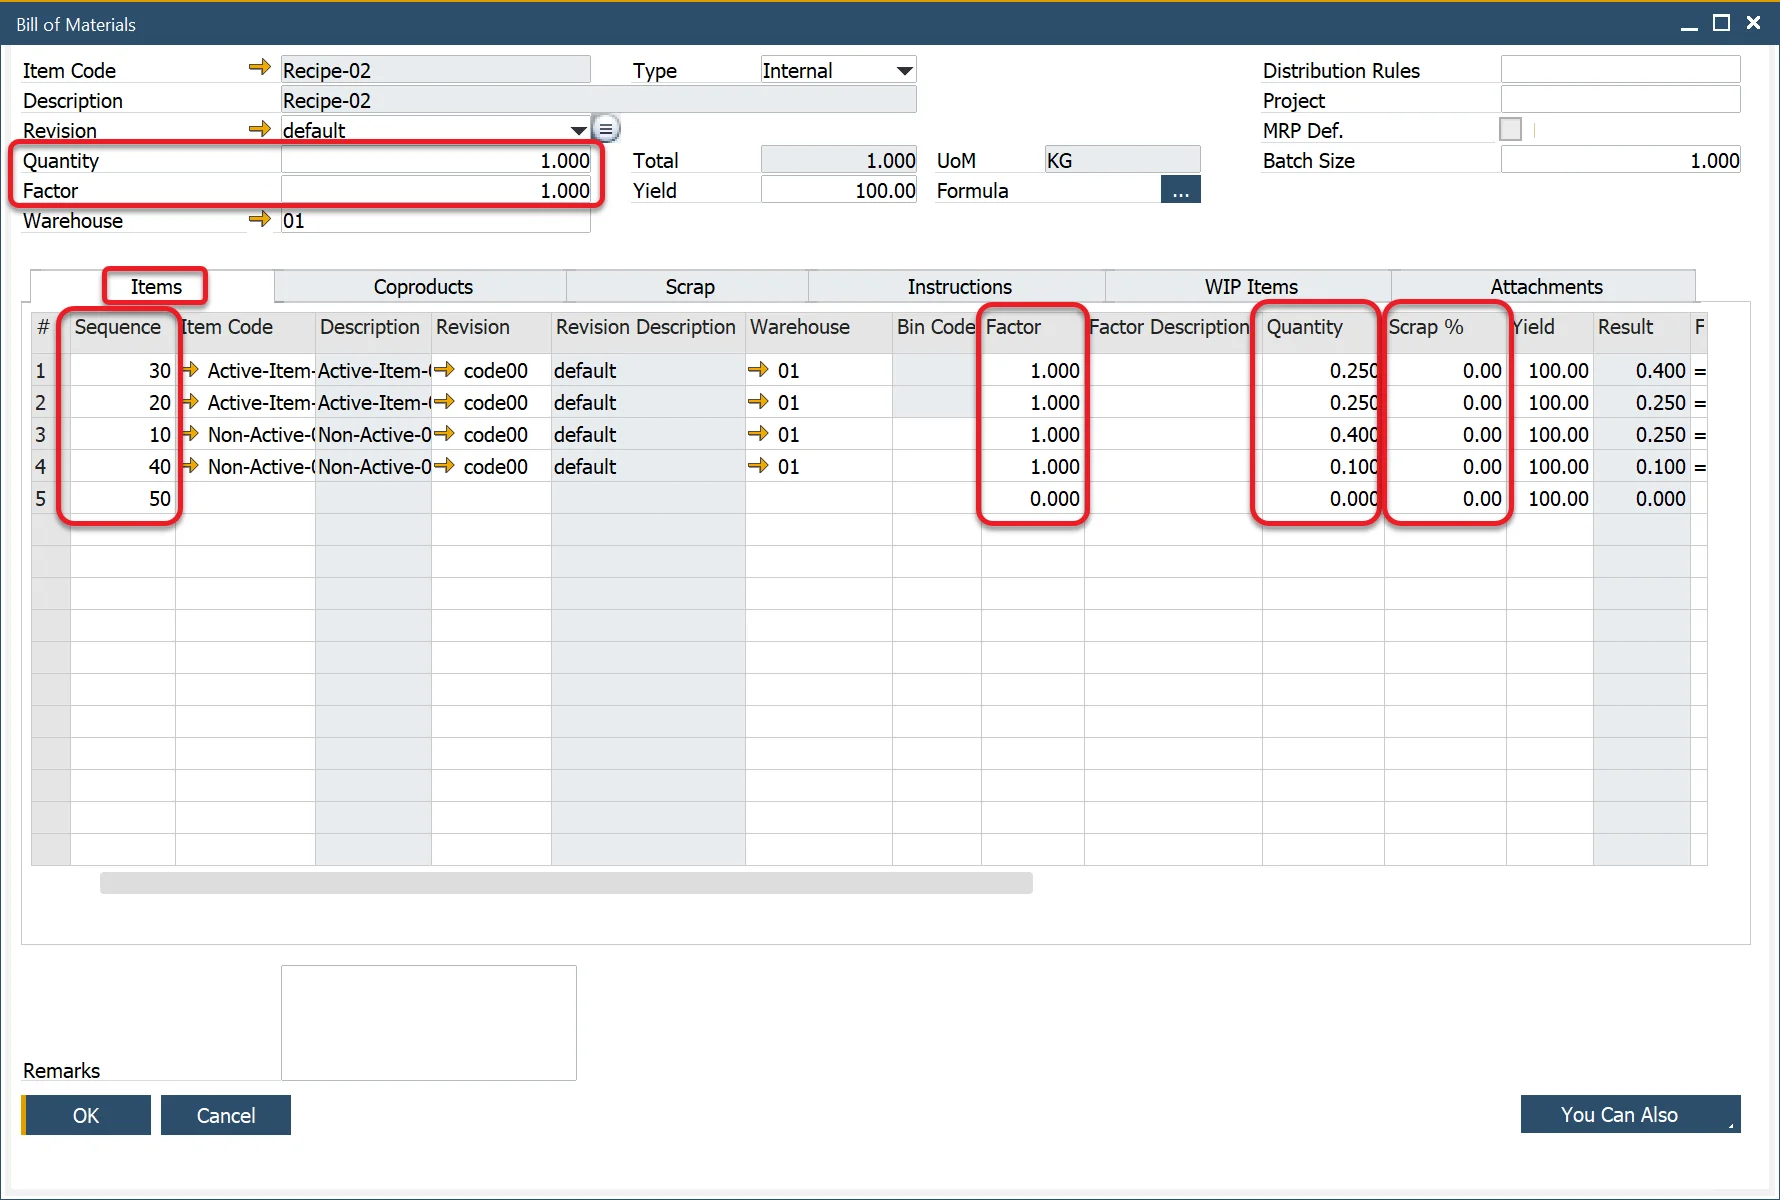 Bill of Materials
Item Code Recipe-02 Type Internal Distribution Rules
Description Recipe-02 Project
Revision default MRP Def.
Quantity 1.000 Total 1.000 UoM KG Batch Size 1.000
Factor 1.000 Yield 100.00 Formula ...
Warehouse 01
Items Coproducts Scrap Instructions WIP Items Attachments
# Sequence Item Code Description Revision Revision Description Warehouse Bin Code Factor Factor Description Quantity Scrap % Yield Result F
1 30 Active-Item- Active-Item-0 code00 default 01 1.000 0.250 0.00 100.00 0.400 =
2 20 Active-Item- Active-Item-0 code00 default 01 1.000 0.250 0.00 100.00 0.250 =
3 10 Non-Active-0 Non-Active-0 code00 default 01 1.000 0.400 0.00 100.00 0.250 =
4 40 Non-Active-0 Non-Active-0 code00 default 01 1.000 0.100 0.00 100.00 0.100 =
5 50 0.000 0.000 0.00 100.00 0.000
Remarks
OK Cancel You Can Also